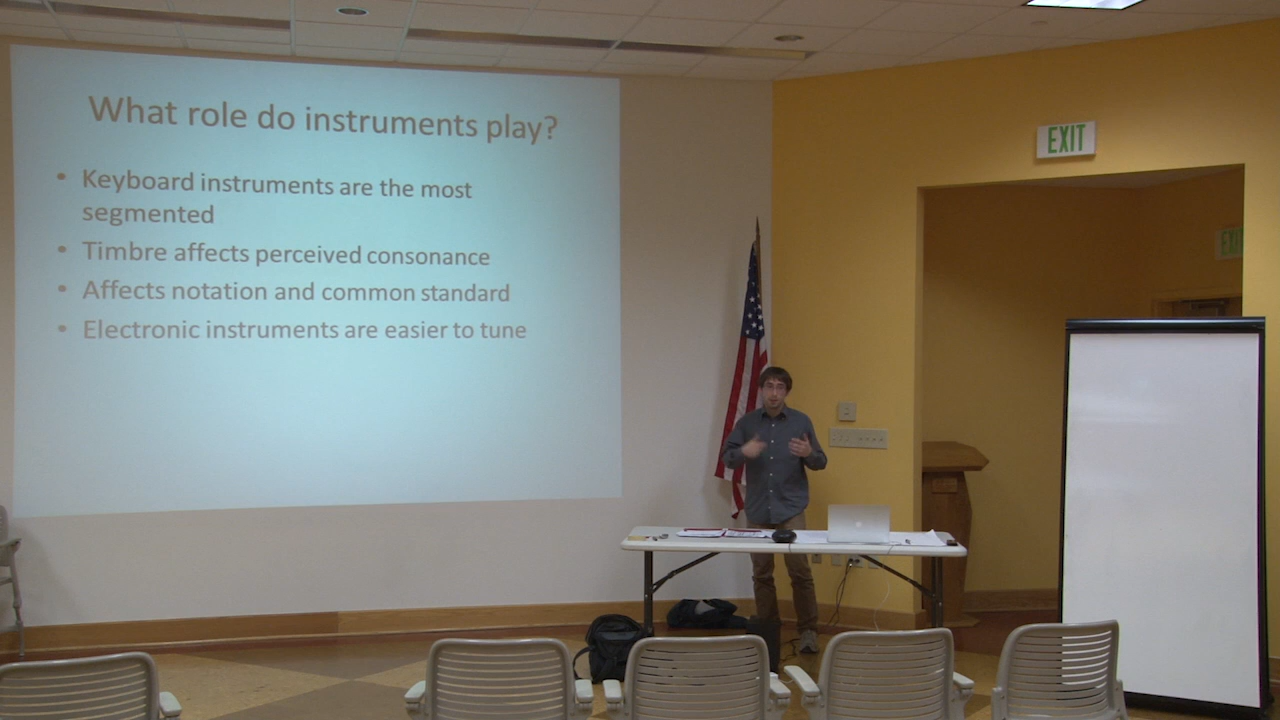 What role do instruments play?
• Keyboard instruments are the most
segmented
• Timbre affects perceived consonance
• Affects notation and common standard
• Electronic instruments are easier to tune
EXIT
EXIT